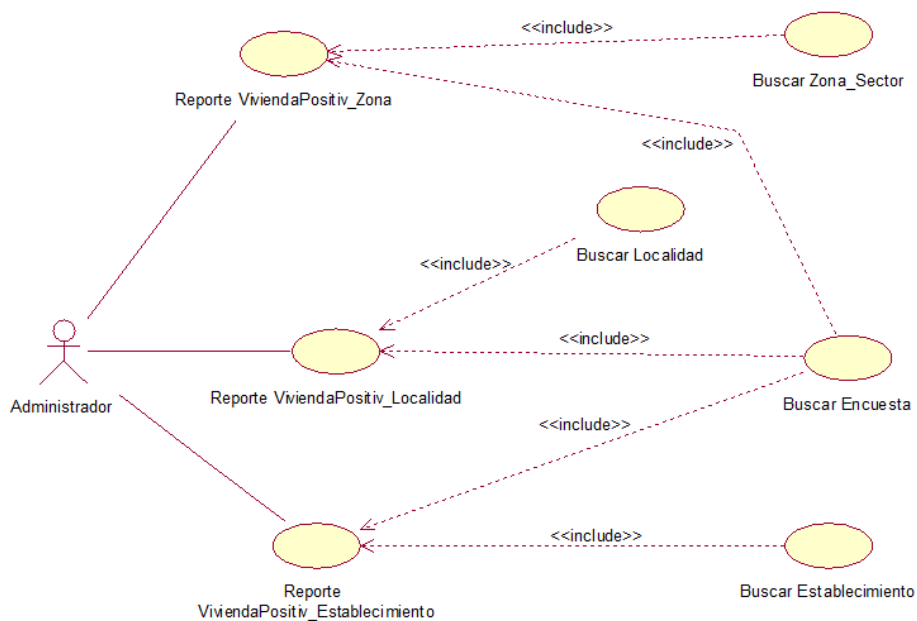 <<include>>
Buscar Zona_Sector
Reporte ViviendaPositiv_Zona
<<include>>
Buscar Localidad
<<include>>
<<include>>
Reporte ViviendaPositiv_Localidad
Administrador
Buscar Encuesta
<<include>>
<<include>>
Reporte
ViviendaPositiv_Establecimiento
Buscar Establecimiento